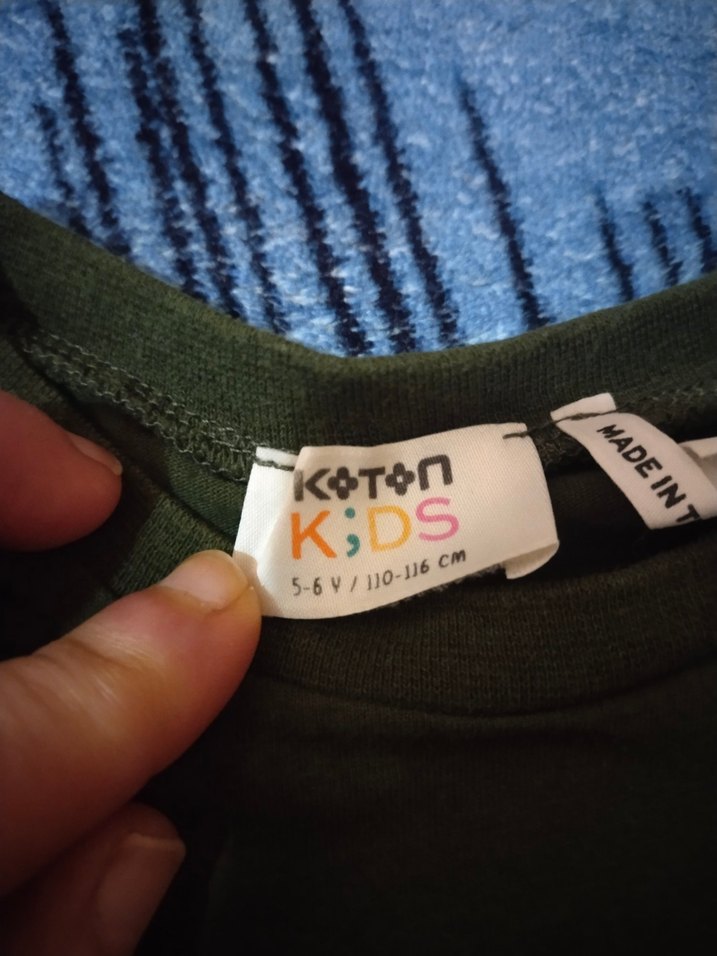 KOTON
K;DS
5-6 Y / 110-116 CM
MADE IN T